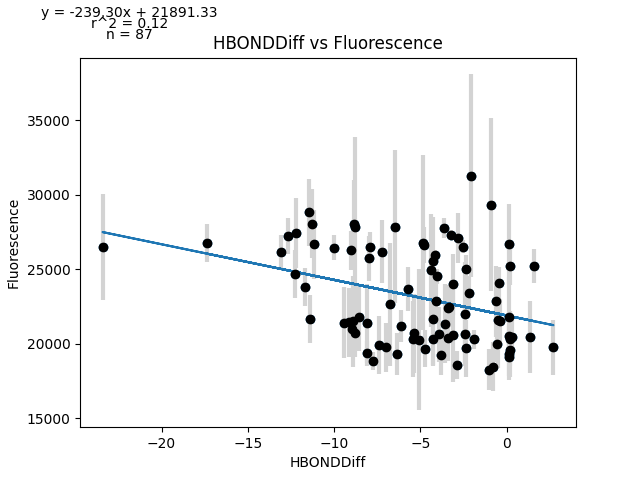 y = -239.30x + 21891.33
r^2 = 0.12
n = 87
HBONDDiff vs Fluorescence
35000
30000
25000
20000
15000
Fluorescence
−20
−15
−10
−5
0
HBONDDiff